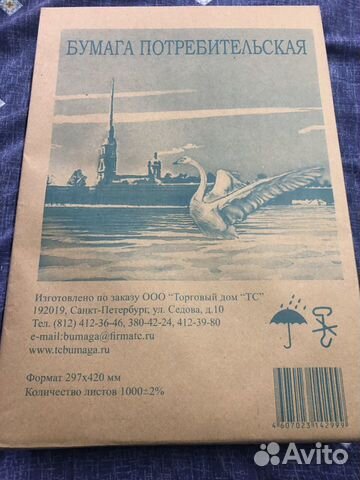 БУМАГА ПОТРЕБИТЕЛЬСКАЯ
Изготовлено по заказу ООО "Торговый дом "ТС"
192019, Санкт-Петербург, ул. Седова, д.10
Тел. (812) 412-36-46, 380-42-24, 412-39-80
e-mail:bumaga@firmatc.ru
www.tcbumaga.ru
Формат 297x420 мм
Количество листов 1000±2%
4607023142999
Avito